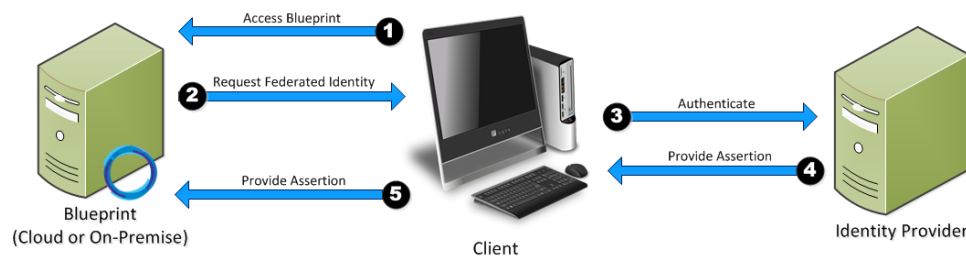 Access Blueprint
1
2
Request Federated Identity
3
Authenticate
Provide Assertion
4
Provide Assertion
5
Blueprint
(Cloud or On-Premise)
Client
Identity Provider